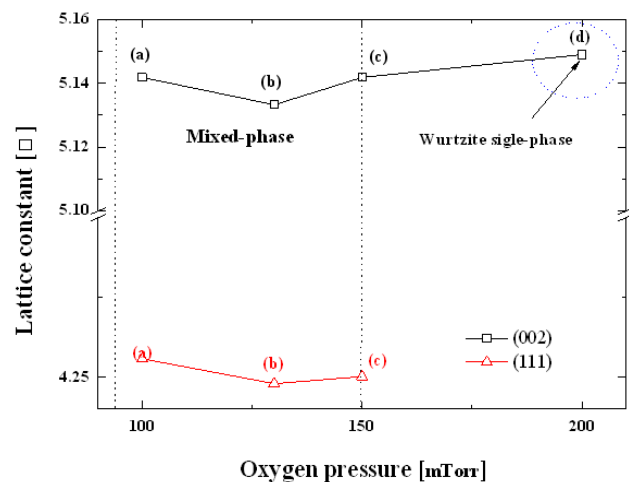 5.16
(a)
(b)
(c)
(d)
5.14
Mixed-phase
Wurtzite sigle-phase
5.12
5.10
Lattice constant [□]
(002)
(111)
(a)
(b)
(c)
4.25
100
150
200
Oxygen pressure [mTorr]